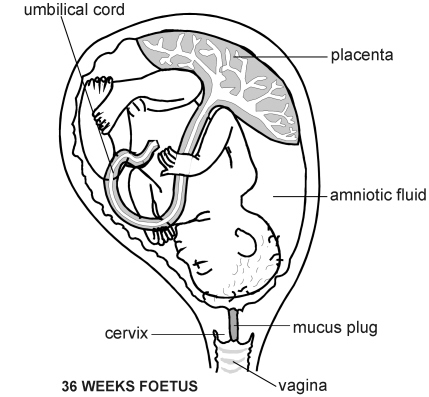 umbilical cord
placenta
amniotic fluid
mucus plug
cervix
36 WEEKS FOETUS
vagina